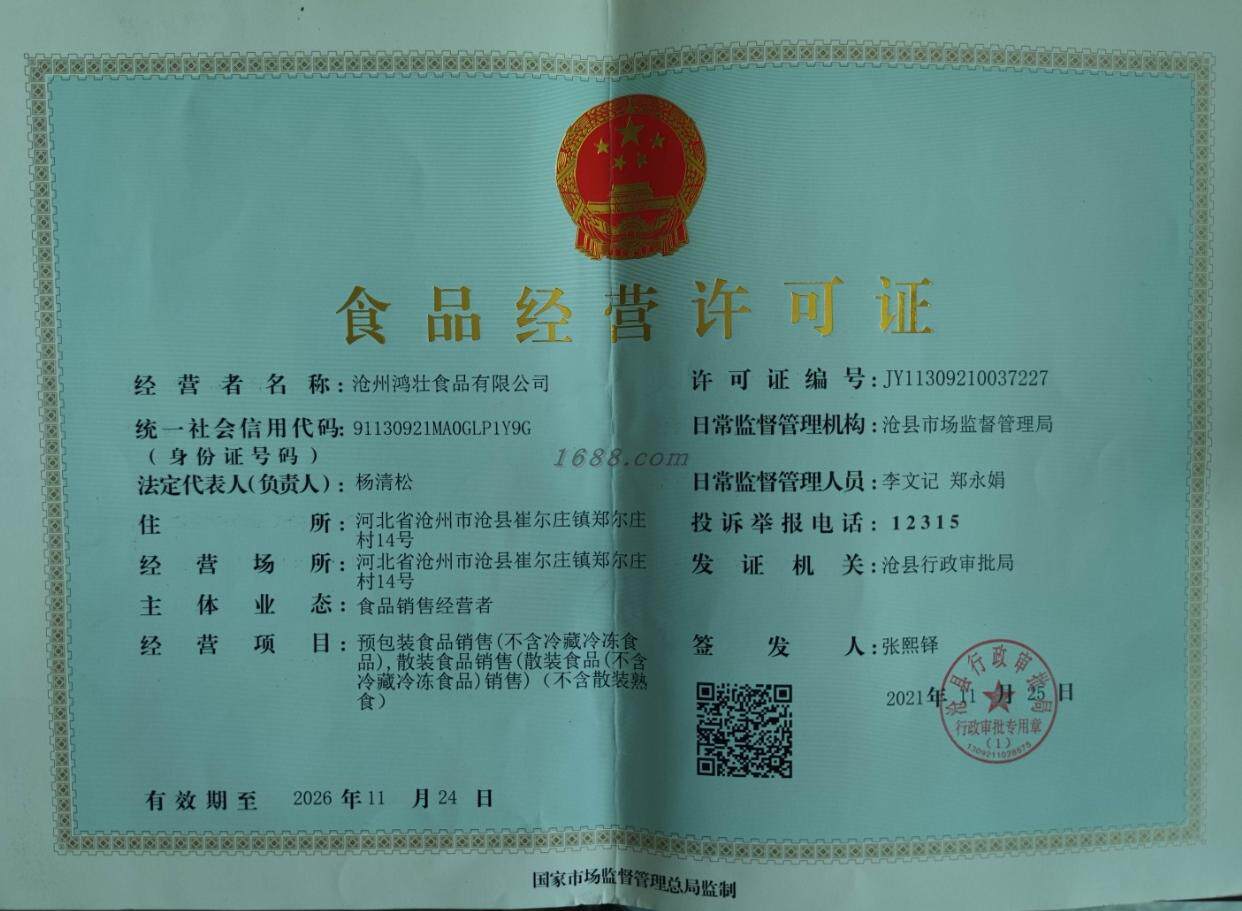 食品经营许可证
经营者名称:沧州鸿壮食品有限公司
统一社会信用代码:91130921MA0GLP1Y9G
(身份证号码)
法定代表人(负责人):杨清松
住所:河北省沧州市沧县崔尔庄镇郑尔庄
村14号
经营场所:河北省沧州市沧县崔尔庄镇郑尔庄
村14号
主体业态:食品销售经营者
经营项目:预包装食品销售(不含冷藏冷冻食
品),散装食品销售(散装食品(不含
冷藏冷冻食品)销售)(不含散装熟
食)
有效期至 2026年11月24日
许可证编号:JY11309210037227
日常监督管理机构:沧县市场监督管理局
日常监督管理人员:李文记 郑永娟
投诉举报电话:12315
发证机关:沧县行政审批局
签发人:张熙铎
2021年11月25日
沧县行政审批局
行政审批专用章
(1)
1309211028575
1688.com
国家市场监督管理总局监制